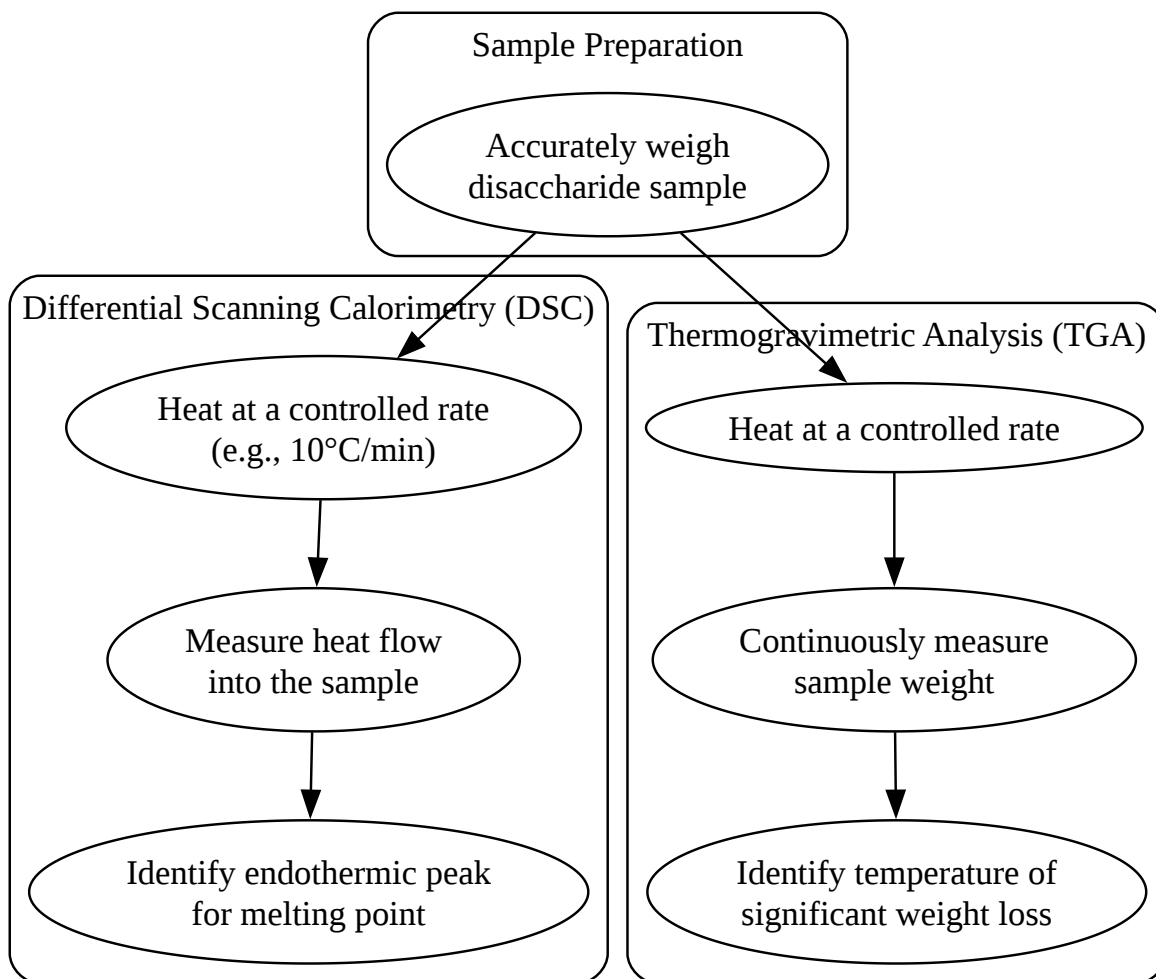 Sample Preparation
Accurately weigh
disaccharide sample
Differential Scanning Calorimetry (DSC)
Heat at a controlled rate
(e.g., 10°C/min)
Measure heat flow
into the sample
Identify endothermic peak
for melting point
Thermogravimetric Analysis (TGA)
Heat at a controlled rate
Continuously measure
sample weight
Identify temperature of
significant weight loss